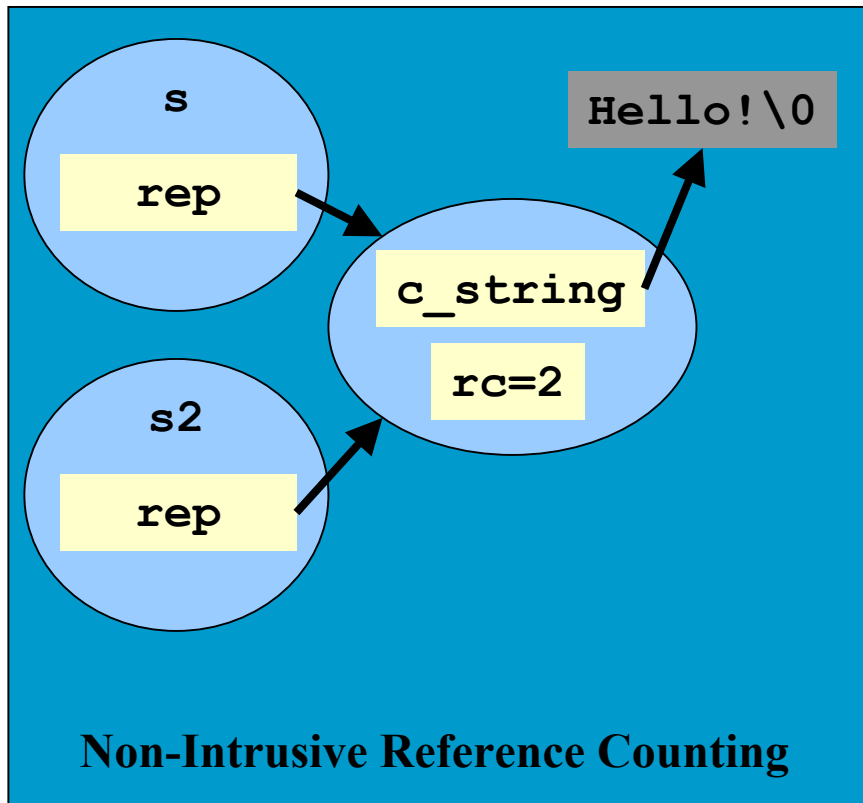 s
rep
Hello!\0
c_string
rc=2
s2
rep
Non-Intrusive Reference Counting